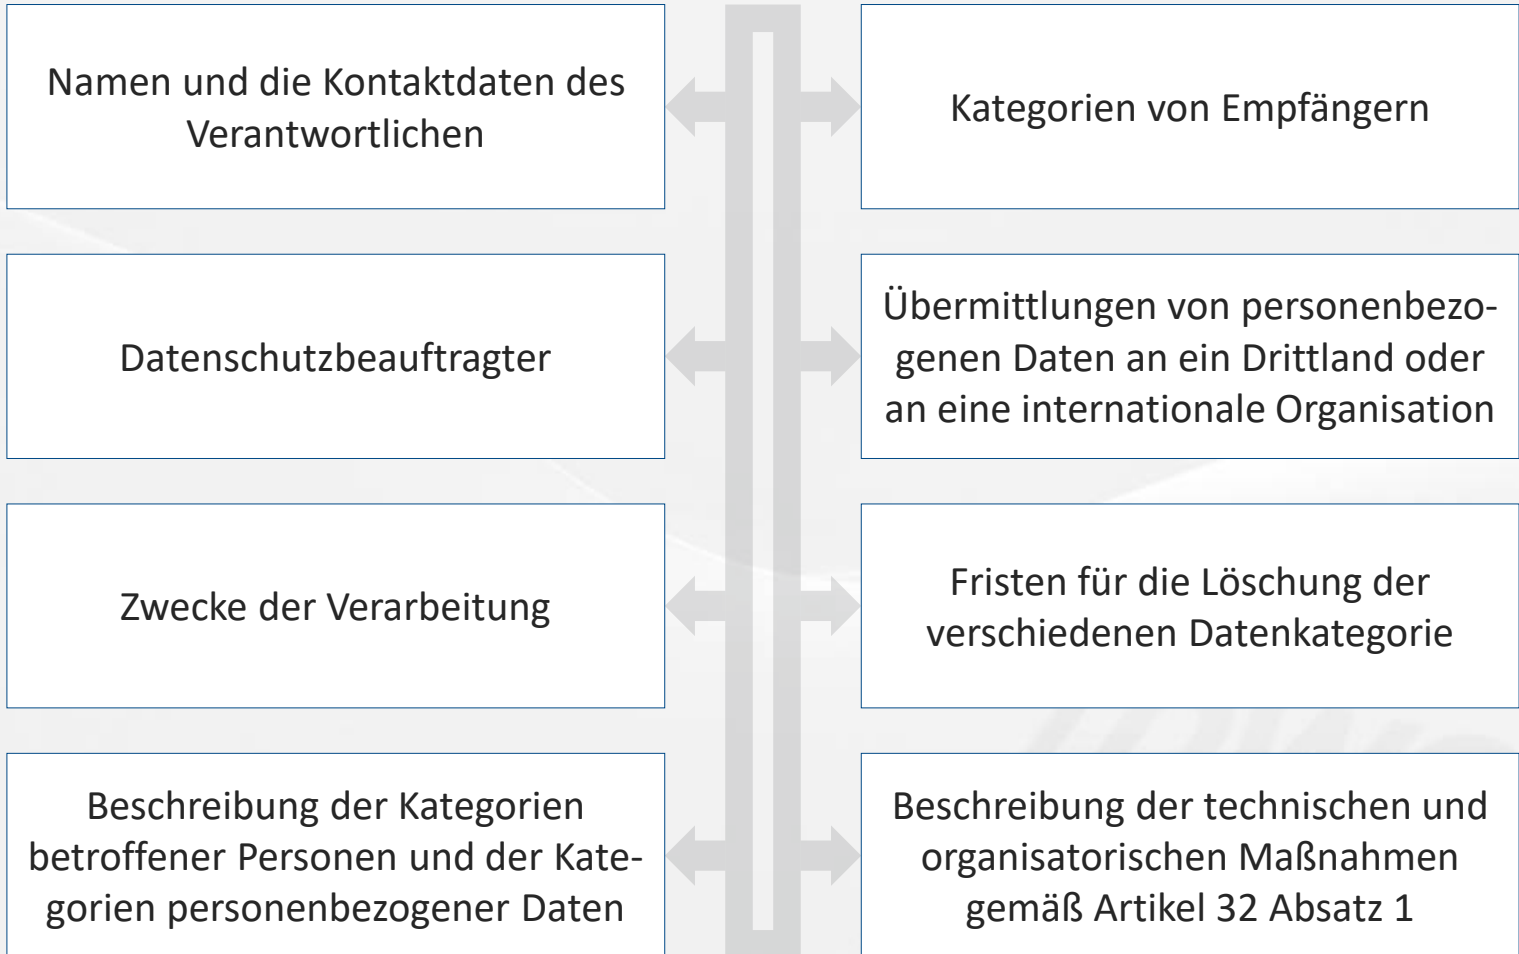 Namen und die Kontaktdaten des
Verantwortlichen
Kategorien von Empfängern
Datenschutzbeauftragter
Übermittlungen von personenbezo-
genen Daten an ein Drittland oder
an eine internationale Organisation
Zwecke der Verarbeitung
Fristen für die Löschung der
verschiedenen Datenkategorie
Beschreibung der Kategorien
betroffener Personen und der Kate-
gorien personenbezogener Daten
Beschreibung der technischen und
organisatorischen Maßnahmen
gemäß Artikel 32 Absatz 1